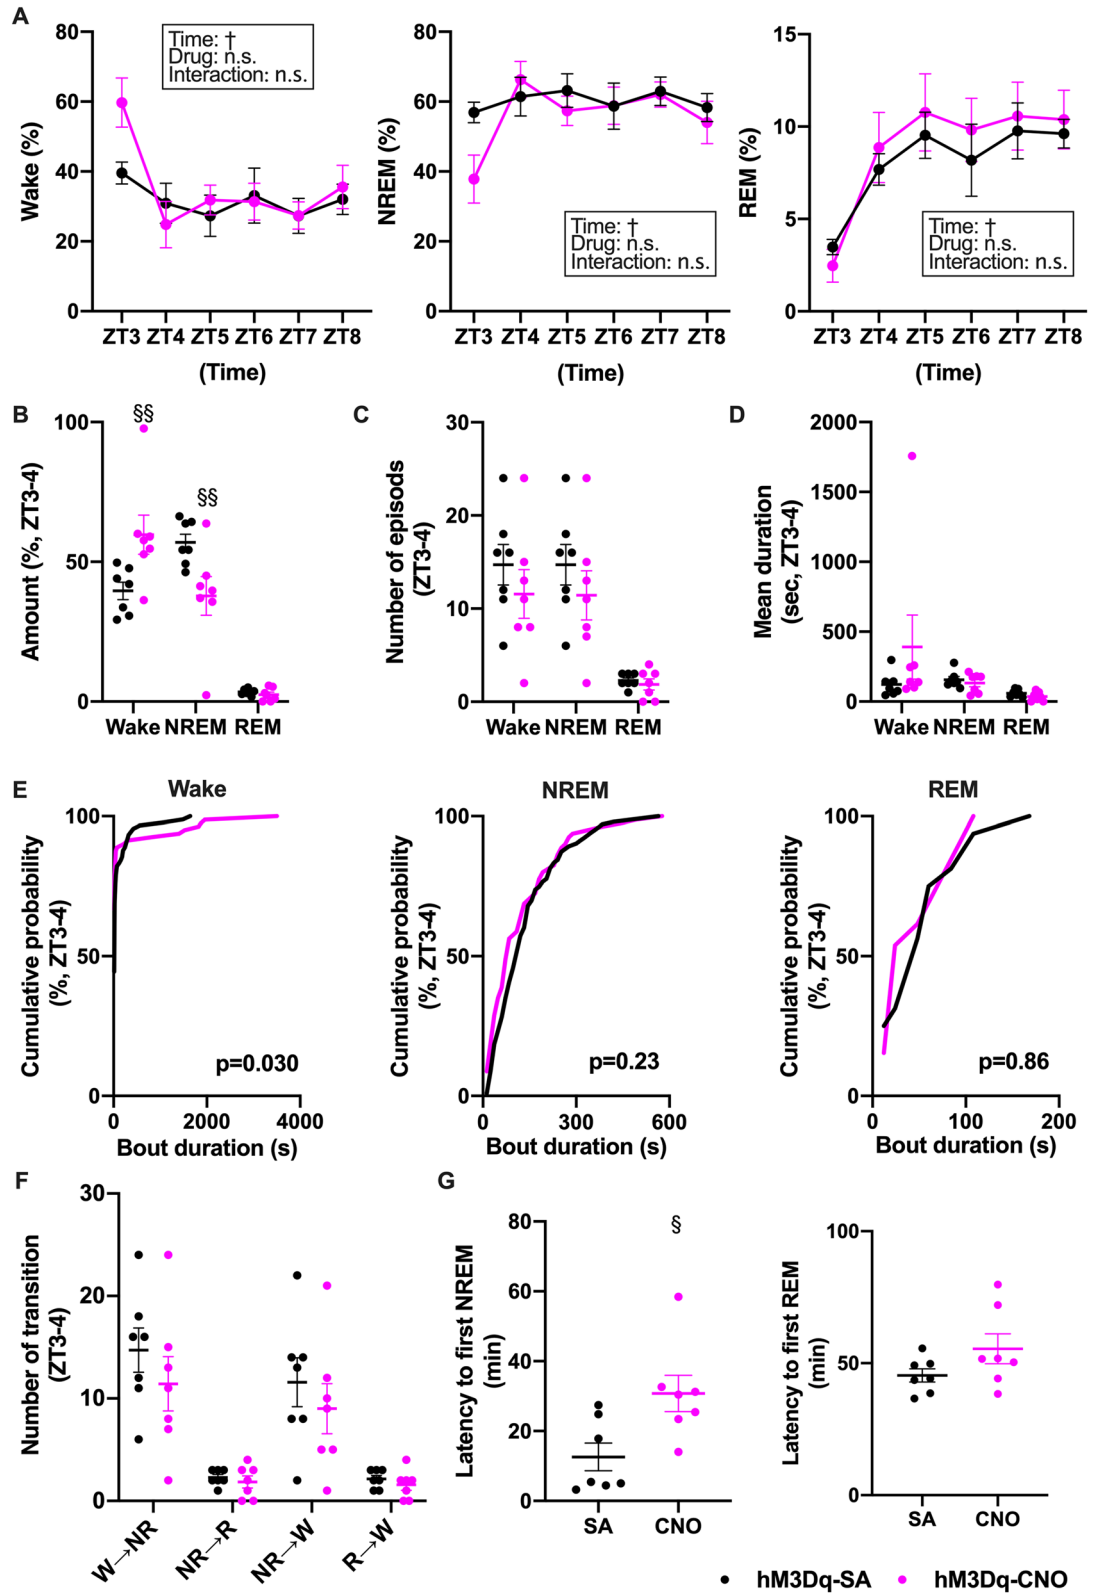 A
Wake (%)
80
60
40
20
0
Time: †
Drug: n.s.
Interaction: n.s.
ZT3 ZT4 ZT5 ZT6 ZT7 ZT8
(Time)
NREM (%)
80
60
40
20
0
Time: †
Drug: n.s.
Interaction: n.s.
ZT3 ZT4 ZT5 ZT6 ZT7 ZT8
(Time)
REM (%)
15
10
5
0
Time: †
Drug: n.s.
Interaction: n.s.
ZT3 ZT4 ZT5 ZT6 ZT7 ZT8
(Time)
B
Amount (%, ZT3-4)
100
50
0
§§
§§
Wake NREM REM
C
Number of episods
(ZT3-4)
30
20
10
0
Wake NREM REM
D
Mean duration
(sec, ZT3-4)
2000
1500
1000
500
0
Wake NREM REM
E
Wake
Cumulative probability
(%, ZT3-4)
100
50
0
p=0.030
0 2000 4000
Bout duration (s)
NREM
Cumulative probability
(%, ZT3-4)
100
50
0
p=0.23
0 300 600
Bout duration (s)
REM
Cumulative probability
(%, ZT3-4)
100
50
0
p=0.86
0 100 200
Bout duration (s)
F
Number of transition
(ZT3-4)
30
20
10
0
W→NR
NR→R
NR→W
R→W
G
Latency to first NREM
(min)
80
60
40
20
0
§
SA CNO
Latency to first REM
(min)
100
50
0
SA CNO
hM3Dq-SA hM3Dq-CNO